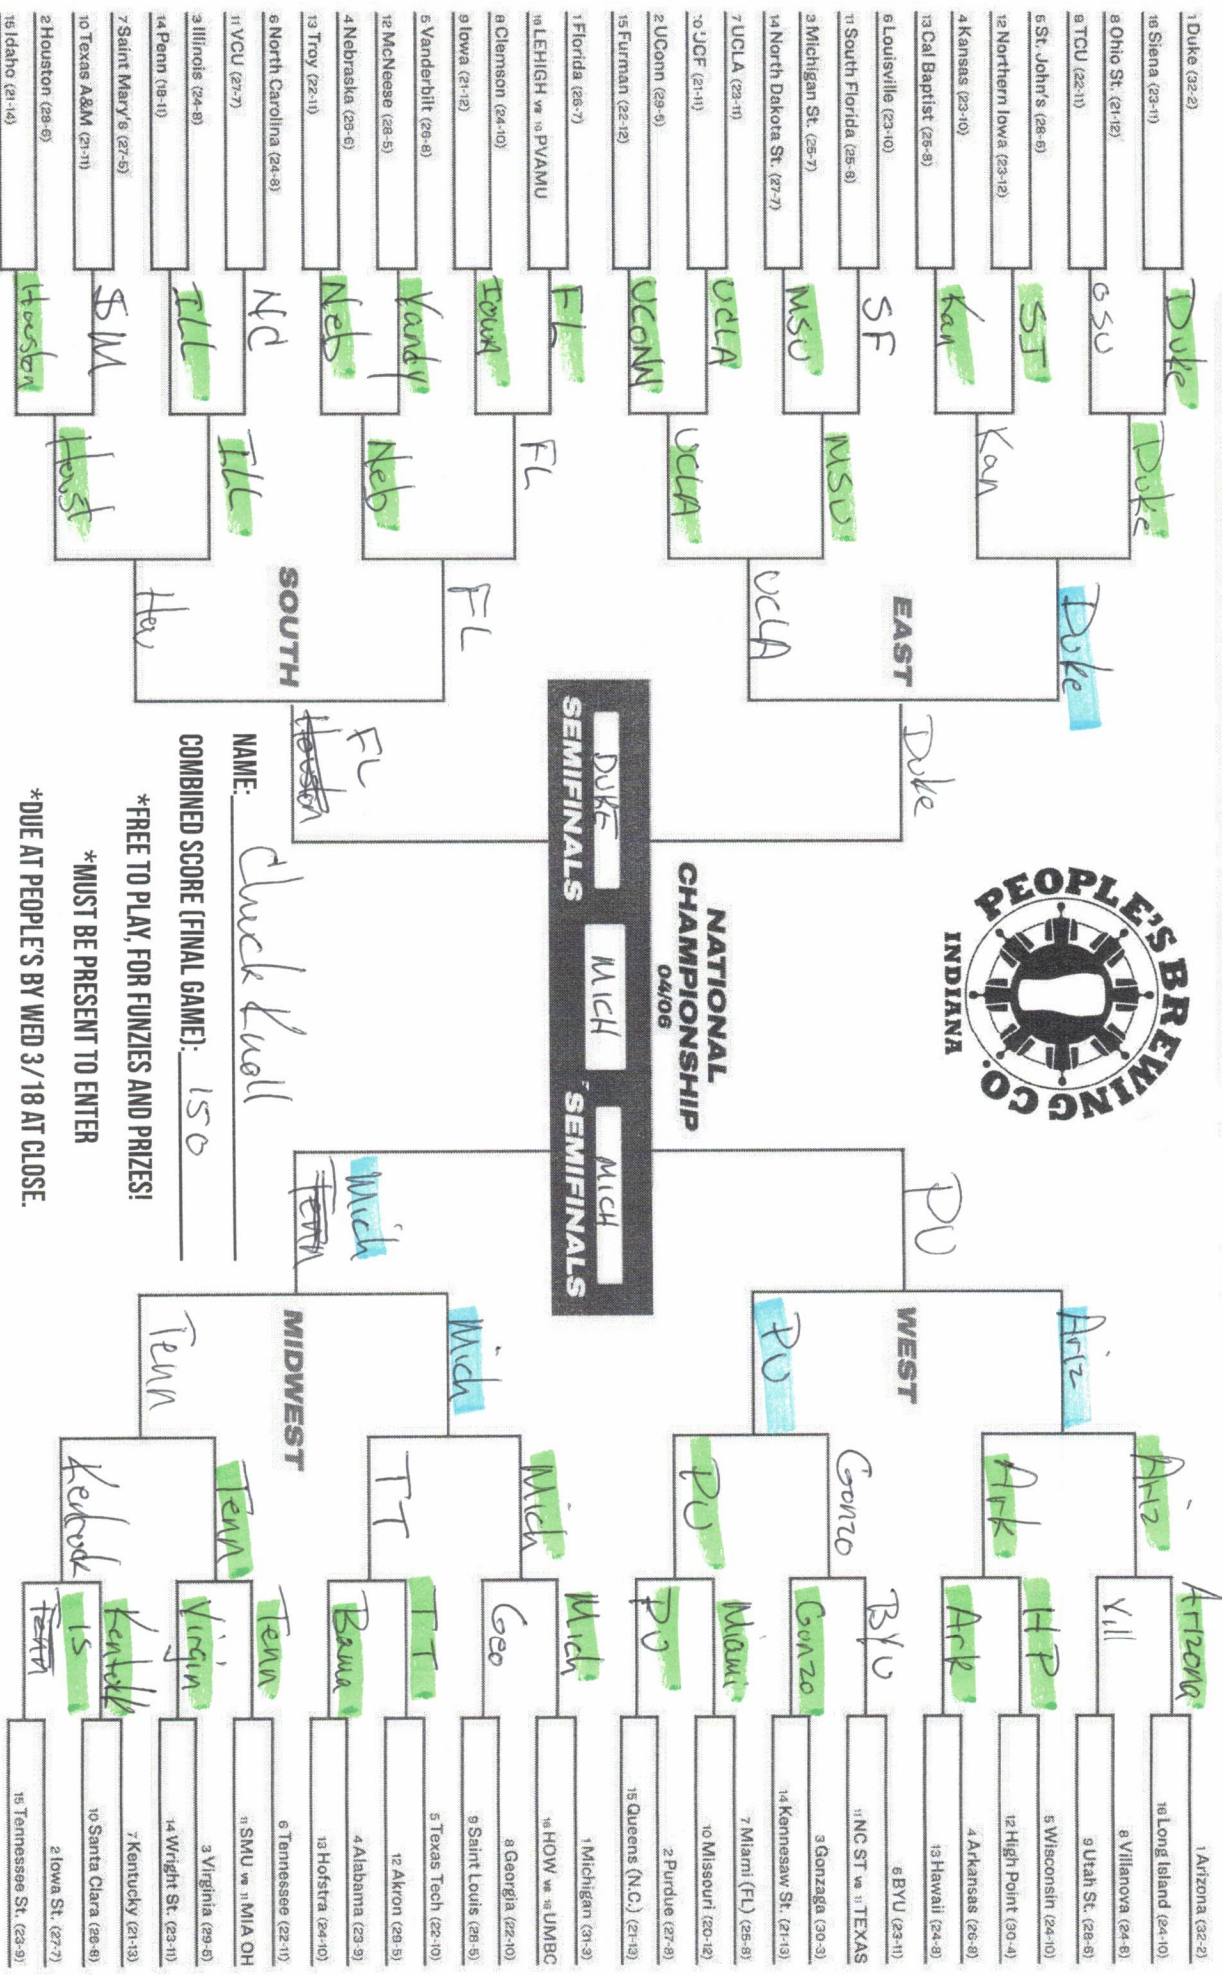 1 Duke (32-2)
16 Siena (23-11)
8 Ohio St. (21-12)
9 TCU (22-11)
5 St. John's (28-6)
12 Northern Iowa (23-12)
4 Kansas (23-10)
13 Cal Baptist (25-8)
6 Louisville (23-10)
11 South Florida (25-8)
3 Michigan St. (25-7)
14 North Dakota St. (27-7)
7 UCLA (23-11)
10 UCF (21-11)
2 UConn (29-5)
15 Furman (22-12)
1 Florida (26-7)
16 LEHIGH vs 16 PVAMU
8 Clemson (24-10)
9 Iowa (21-12)
5 Vanderbilt (26-8)
12 McNeese (28-5)
4 Nebraska (26-6)
13 Troy (22-11)
6 North Carolina (24-8)
11 VCU (27-7)
3 Illinois (24-8)
14 Penn (18-11)
7 Saint Mary's (27-5)
10 Texas A&M (21-11)
2 Houston (28-6)
15 Idaho (21-14)
Duke
OSU
SJ
Kan
SF
MSU
UCLA
UCONN
FL
Iowa
Vandy
Neb
NC
ILL
SM
Houston
Duke
Kan
MSU
UCLA
FL
Neb
ILL
Houst
Duke
EAST
UCLA
FL
SOUTH
Hou
Duke
FL
Houston
PEOPLE'S BREWING CO.
INDIANA
NATIONAL
CHAMPIONSHIP
04/06
DUKE
MICH
MICH
SEMIFINALS
SEMIFINALS
NAME: Chuck Knall
COMBINED SCORE (FINAL GAME): 150
*FREE TO PLAY, FOR FUNZIES AND PRIZES!
*MUST BE PRESENT TO ENTER
*DUE AT PEOPLE'S BY WED 3/18 AT CLOSE.
PU
Mich
Tenn
Ariz
WEST
PU
Mich
MIDWEST
Tenn
Ariz
Ark
Gonzo
PU
Mich
TT
Tenn
Kentuck
Arizona
Vill
HP
Ark
BYU
Gonzo
Miami
PU
Mich
Geo
TT
Bama
Tenn
Virgin
Kentuck
IS
Tenn
1 Arizona (32-2)
16 Long Island (24-10)
8 Villanova (24-8)
9 Utah St. (28-6)
5 Wisconsin (24-10)
12 High Point (30-4)
4 Arkansas (26-8)
13 Hawaii (24-8)
6 BYU (23-11)
11 NC ST vs 11 TEXAS
3 Gonzaga (30-3)
14 Kennesaw St. (21-13)
7 Miami (FL) (25-8)
10 Missouri (20-12)
2 Purdue (27-8)
15 Queens (N.C.) (21-13)
1 Michigan (31-3)
16 HOW vs 16 UMBC
8 Georgia (22-10)
9 Saint Louis (28-5)
5 Texas Tech (22-10)
12 Akron (29-5)
4 Alabama (23-9)
13 Hofstra (24-10)
6 Tennessee (22-11)
11 SMU vs 11 MIA OH
3 Virginia (29-5)
14 Wright St. (23-11)
7 Kentucky (21-13)
10 Santa Clara (26-8)
2 Iowa St. (27-7)
15 Tennessee St. (23-9)